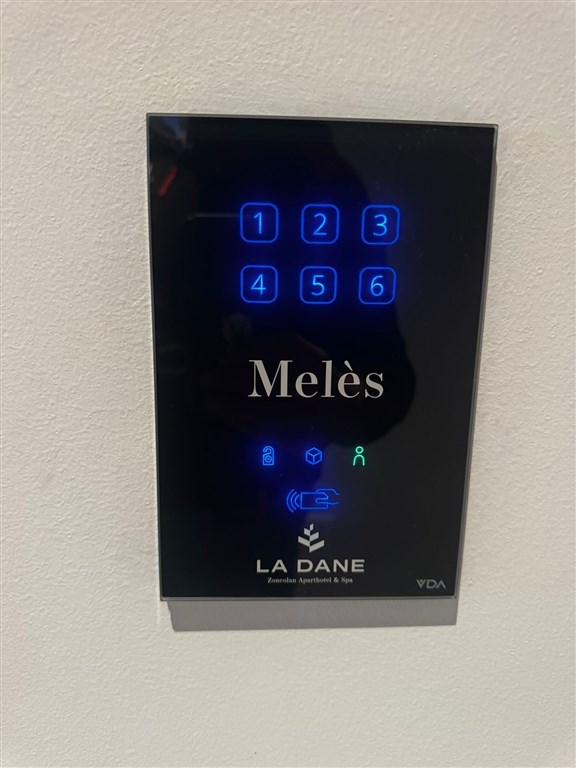 1 2 3
4 5 6
Melès
LA DANE
Zoncolan Aparthotel & Spa
VDA